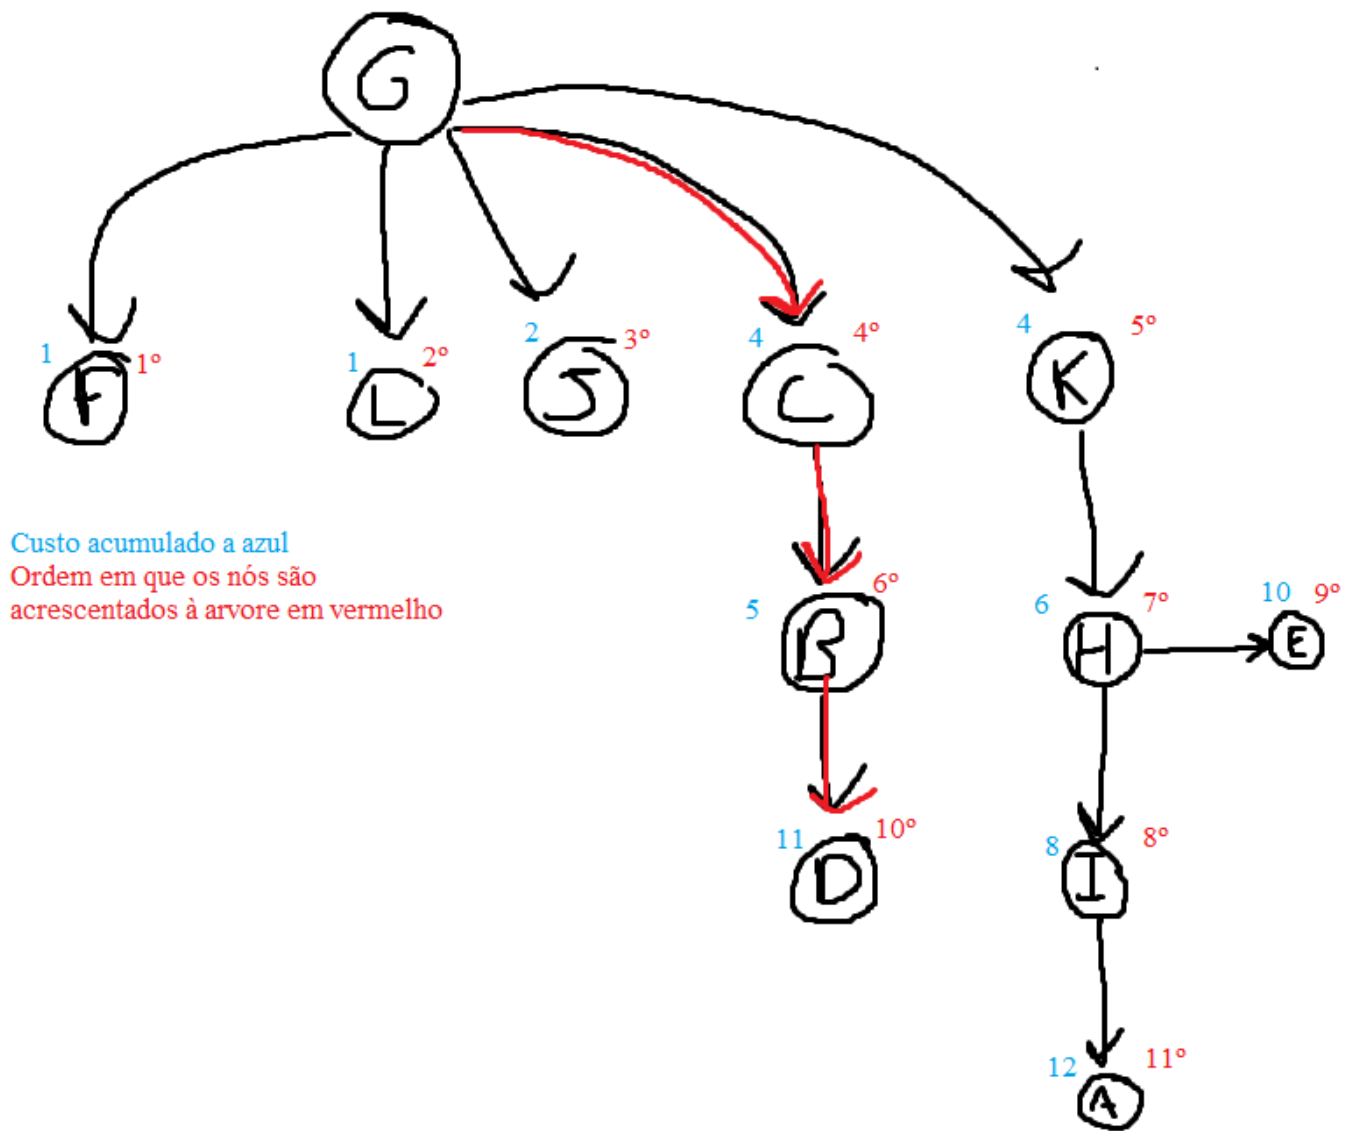 G
1 F 1º
1 L 2º
2 J 3º
4 C 4º
4 K 5º
Custo acumulado a azul
Ordem em que os nós são
acrescentados à arvore em vermelho
5 B 6º
6 H 7º
10 E 9º
11 D 10º
8 I 8º
12 A 11º